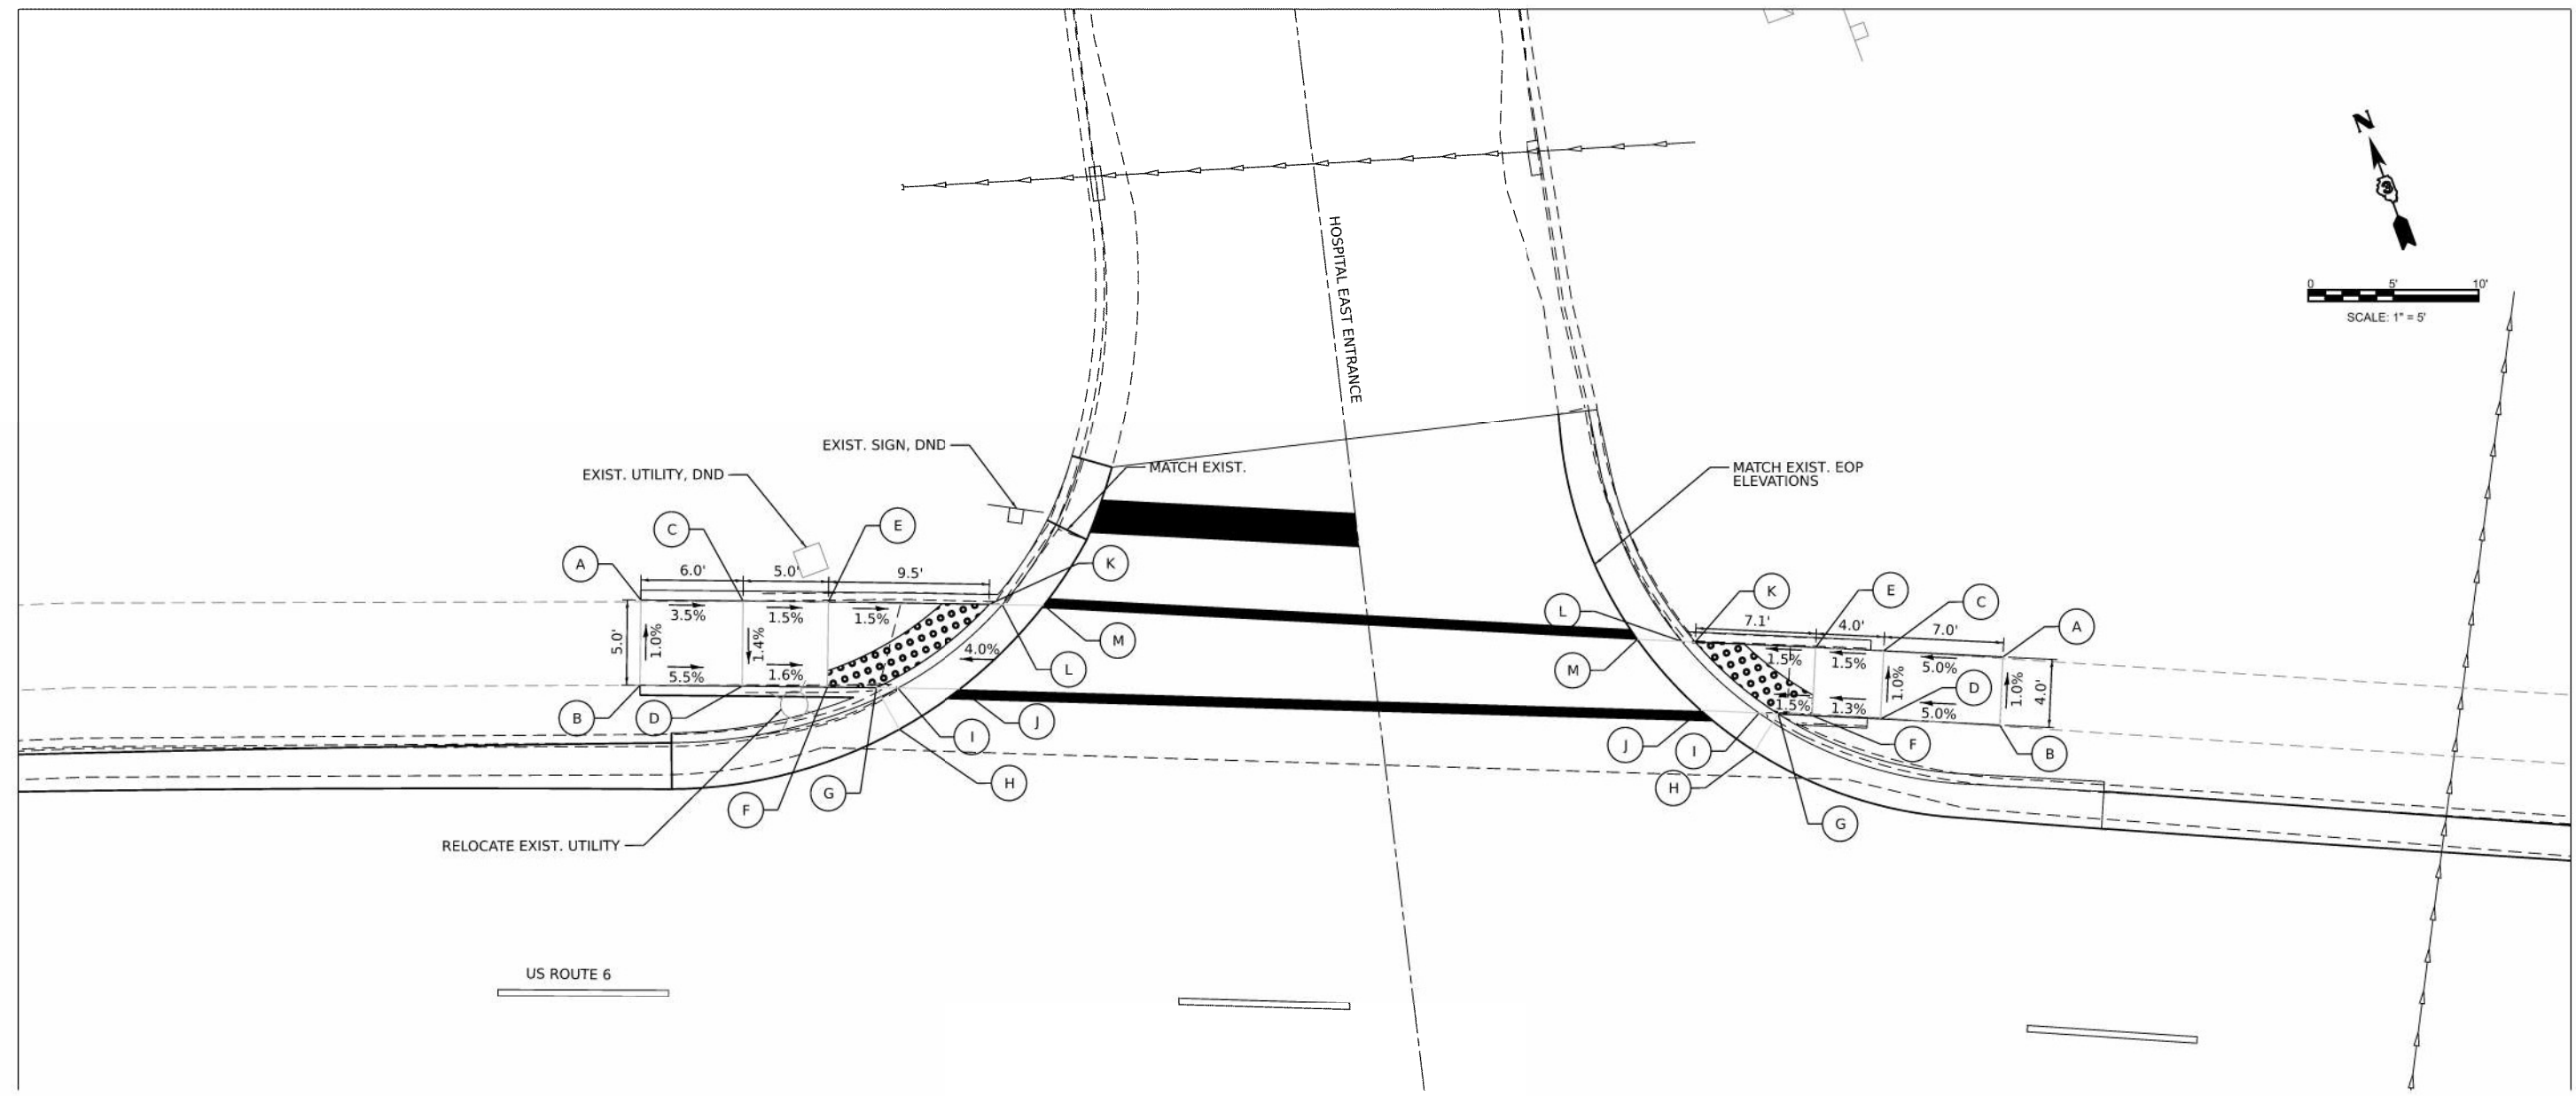 N
3
0 5' 10'
SCALE: 1" = 5'
HOSPITAL EAST ENTRANCE
EXIST. SIGN, DND
EXIST. UTILITY, DND
MATCH EXIST.
MATCH EXIST. EOP
ELEVATIONS
C
E
A
6.0'
5.0'
9.5'
K
3.5%
1.5%
1.5%
5.0'
1.0%
1.4%
4.0%
M
L
5.5%
1.6%
B
D
J
I
H
G
F
RELOCATE EXIST. UTILITY
L
K
E
C
A
7.1'
4.0'
7.0'
M
1.5%
1.5%
5.0%
1.0%
D
1.0%
4.0'
1.5%
1.3%
5.0%
J
I
F
B
H
G
US ROUTE 6